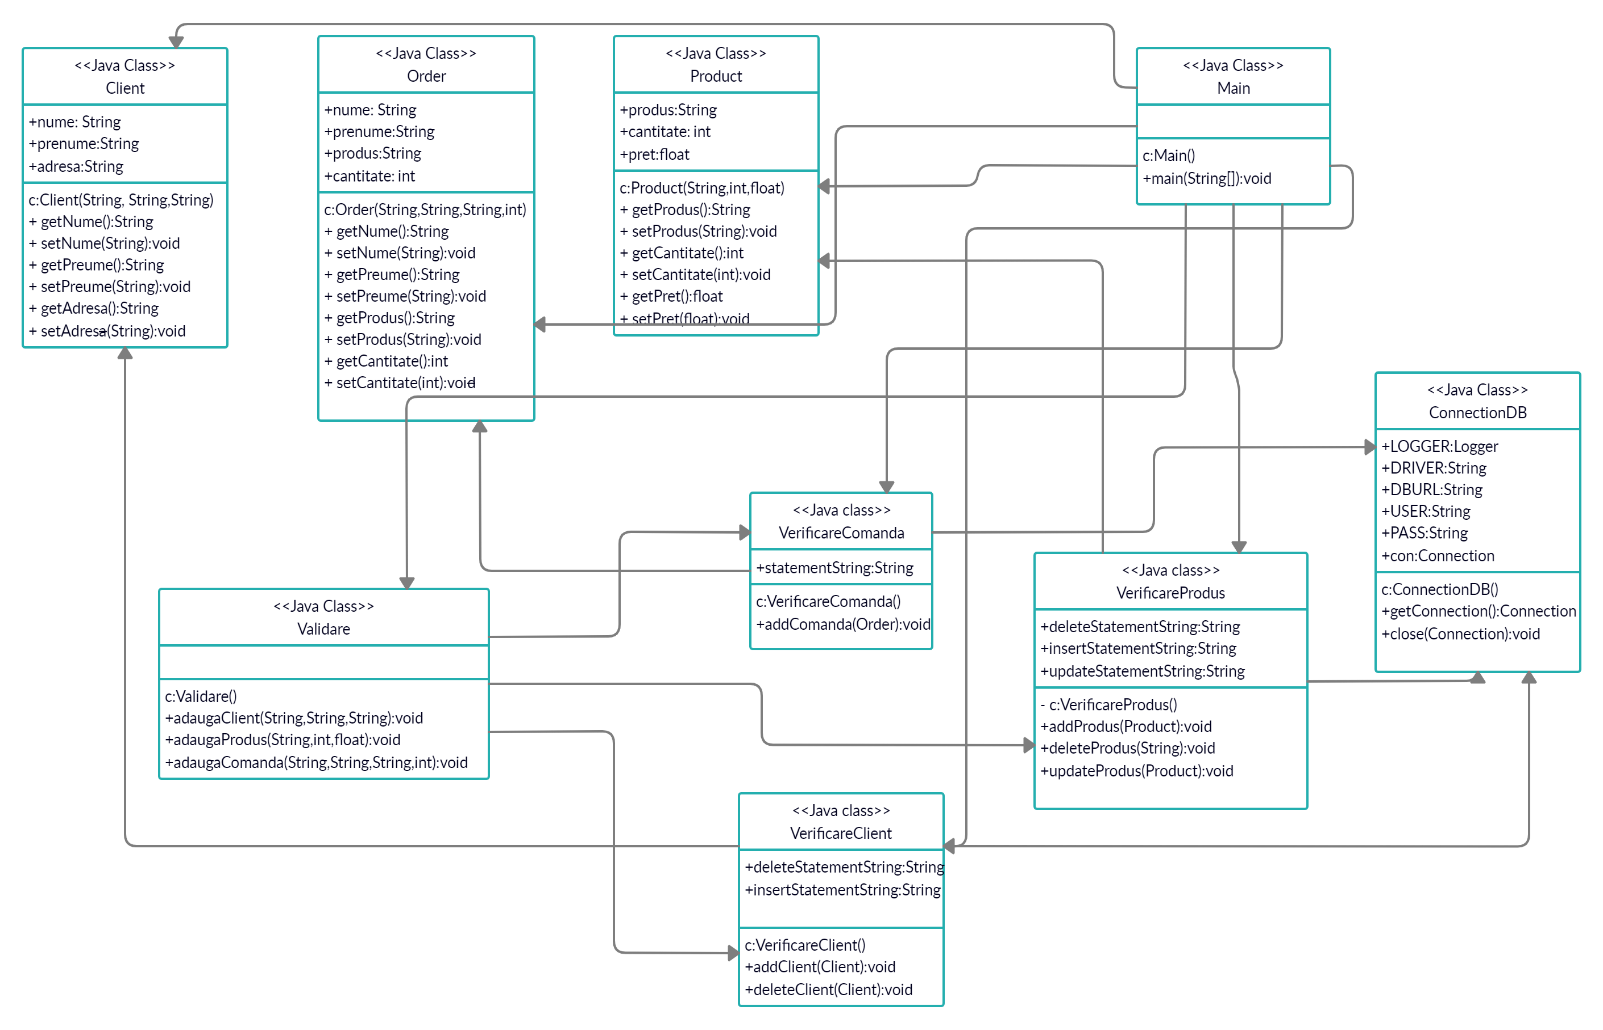 <<Java Class>>
Client
+nume: String
+prenume:String
+adresa:String
c:Client(String, String,String)
+ getNume():String
+ setNume(String):void
+ getPreume():String
+ setPreume(String):void
+ getAdresa():String
+ setAdresa(String):void
<<Java Class>>
Order
+nume: String
+prenume:String
+produs:String
+cantitate: int
c:Order(String,String,String,int)
+ getNume():String
+ setNume(String):void
+ getPreume():String
+ setPreume(String):void
+ getProdus():String
+ setProdus(String):void
+ getCantitate():int
+ setCantitate(int):void
<<Java Class>>
Product
+produs:String
+cantitate: int
+pret:float
c:Product(String,int,float)
+ getProdus():String
+ setProdus(String):void
+ getCantitate():int
+ setCantitate(int):void
+ getPret():float
+ setPret(float):void
<<Java Class>>
Main
c:Main()
+main(String[]):void
<<Java Class>>
ConnectionDB
+LOGGER:Logger
+DRIVER:String
+DBURL:String
+USER:String
+PASS:String
+con:Connection
c:ConnectionDB()
+getConnection():Connection
+close(Connection):void
<<Java class>>
VerificareComanda
+statementString:String
c:VerificareComanda()
+addComanda(Order):void
<<Java class>>
VerificareProdus
+deleteStatementString:String
+insertStatementString:String
+updateStatementString:String
- c:VerificareProdus()
+addProdus(Product):void
+deleteProdus(String):void
+updateProdus(Product):void
<<Java Class>>
Validare
c:Validare()
+adaugaClient(String,String,String):void
+adaugaProdus(String,int,float):void
+adaugaComanda(String,String,String,int):void
<<Java class>>
VerificareClient
+deleteStatementString:String
+insertStatementString:String
c:VerificareClient()
+addClient(Client):void
+deleteClient(Client):void